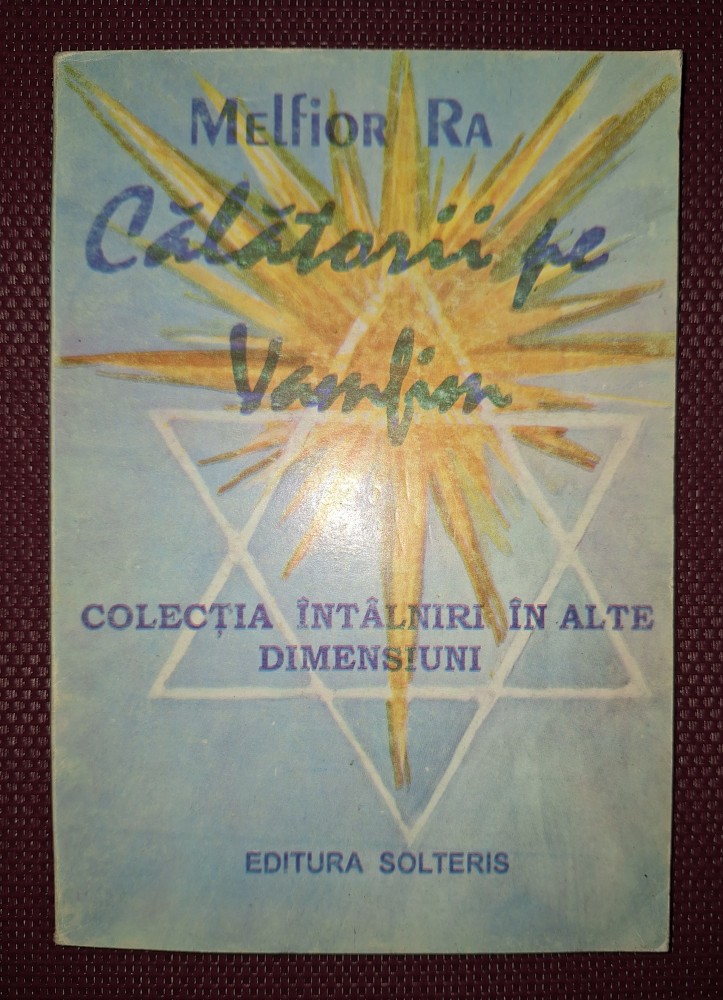 Melfior Ra
Călătorii pe
Vamfim
COLECȚIA ÎNTÂLNIRI ÎN ALTE
DIMENSIUNI
EDITURA SOLTERIS